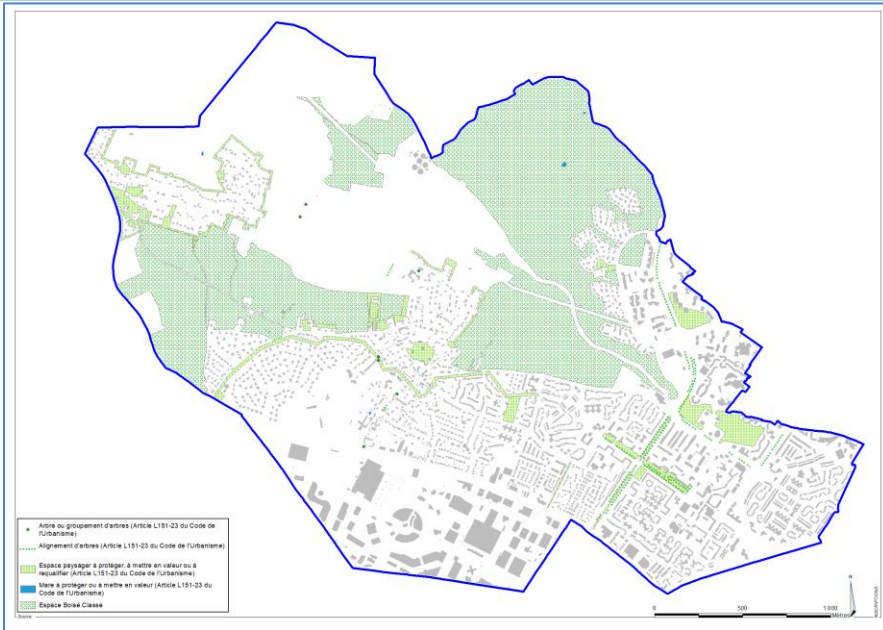 Arbre ou groupement d'arbres (Article L151-23 du Code de
l'Urbanisme)
Alignement d'arbres (Article L151-23 du Code de l'Urbanisme)
Espace paysager à protéger, à mettre en valeur ou à
requalifier (Article L151-23 du Code de l'Urbanisme)
Mare à protéger ou à mettre en valeur (Article L151-23 du
Code de l'Urbanisme)
Espace Boisé Classé
N
0 500 1 000
Mètres